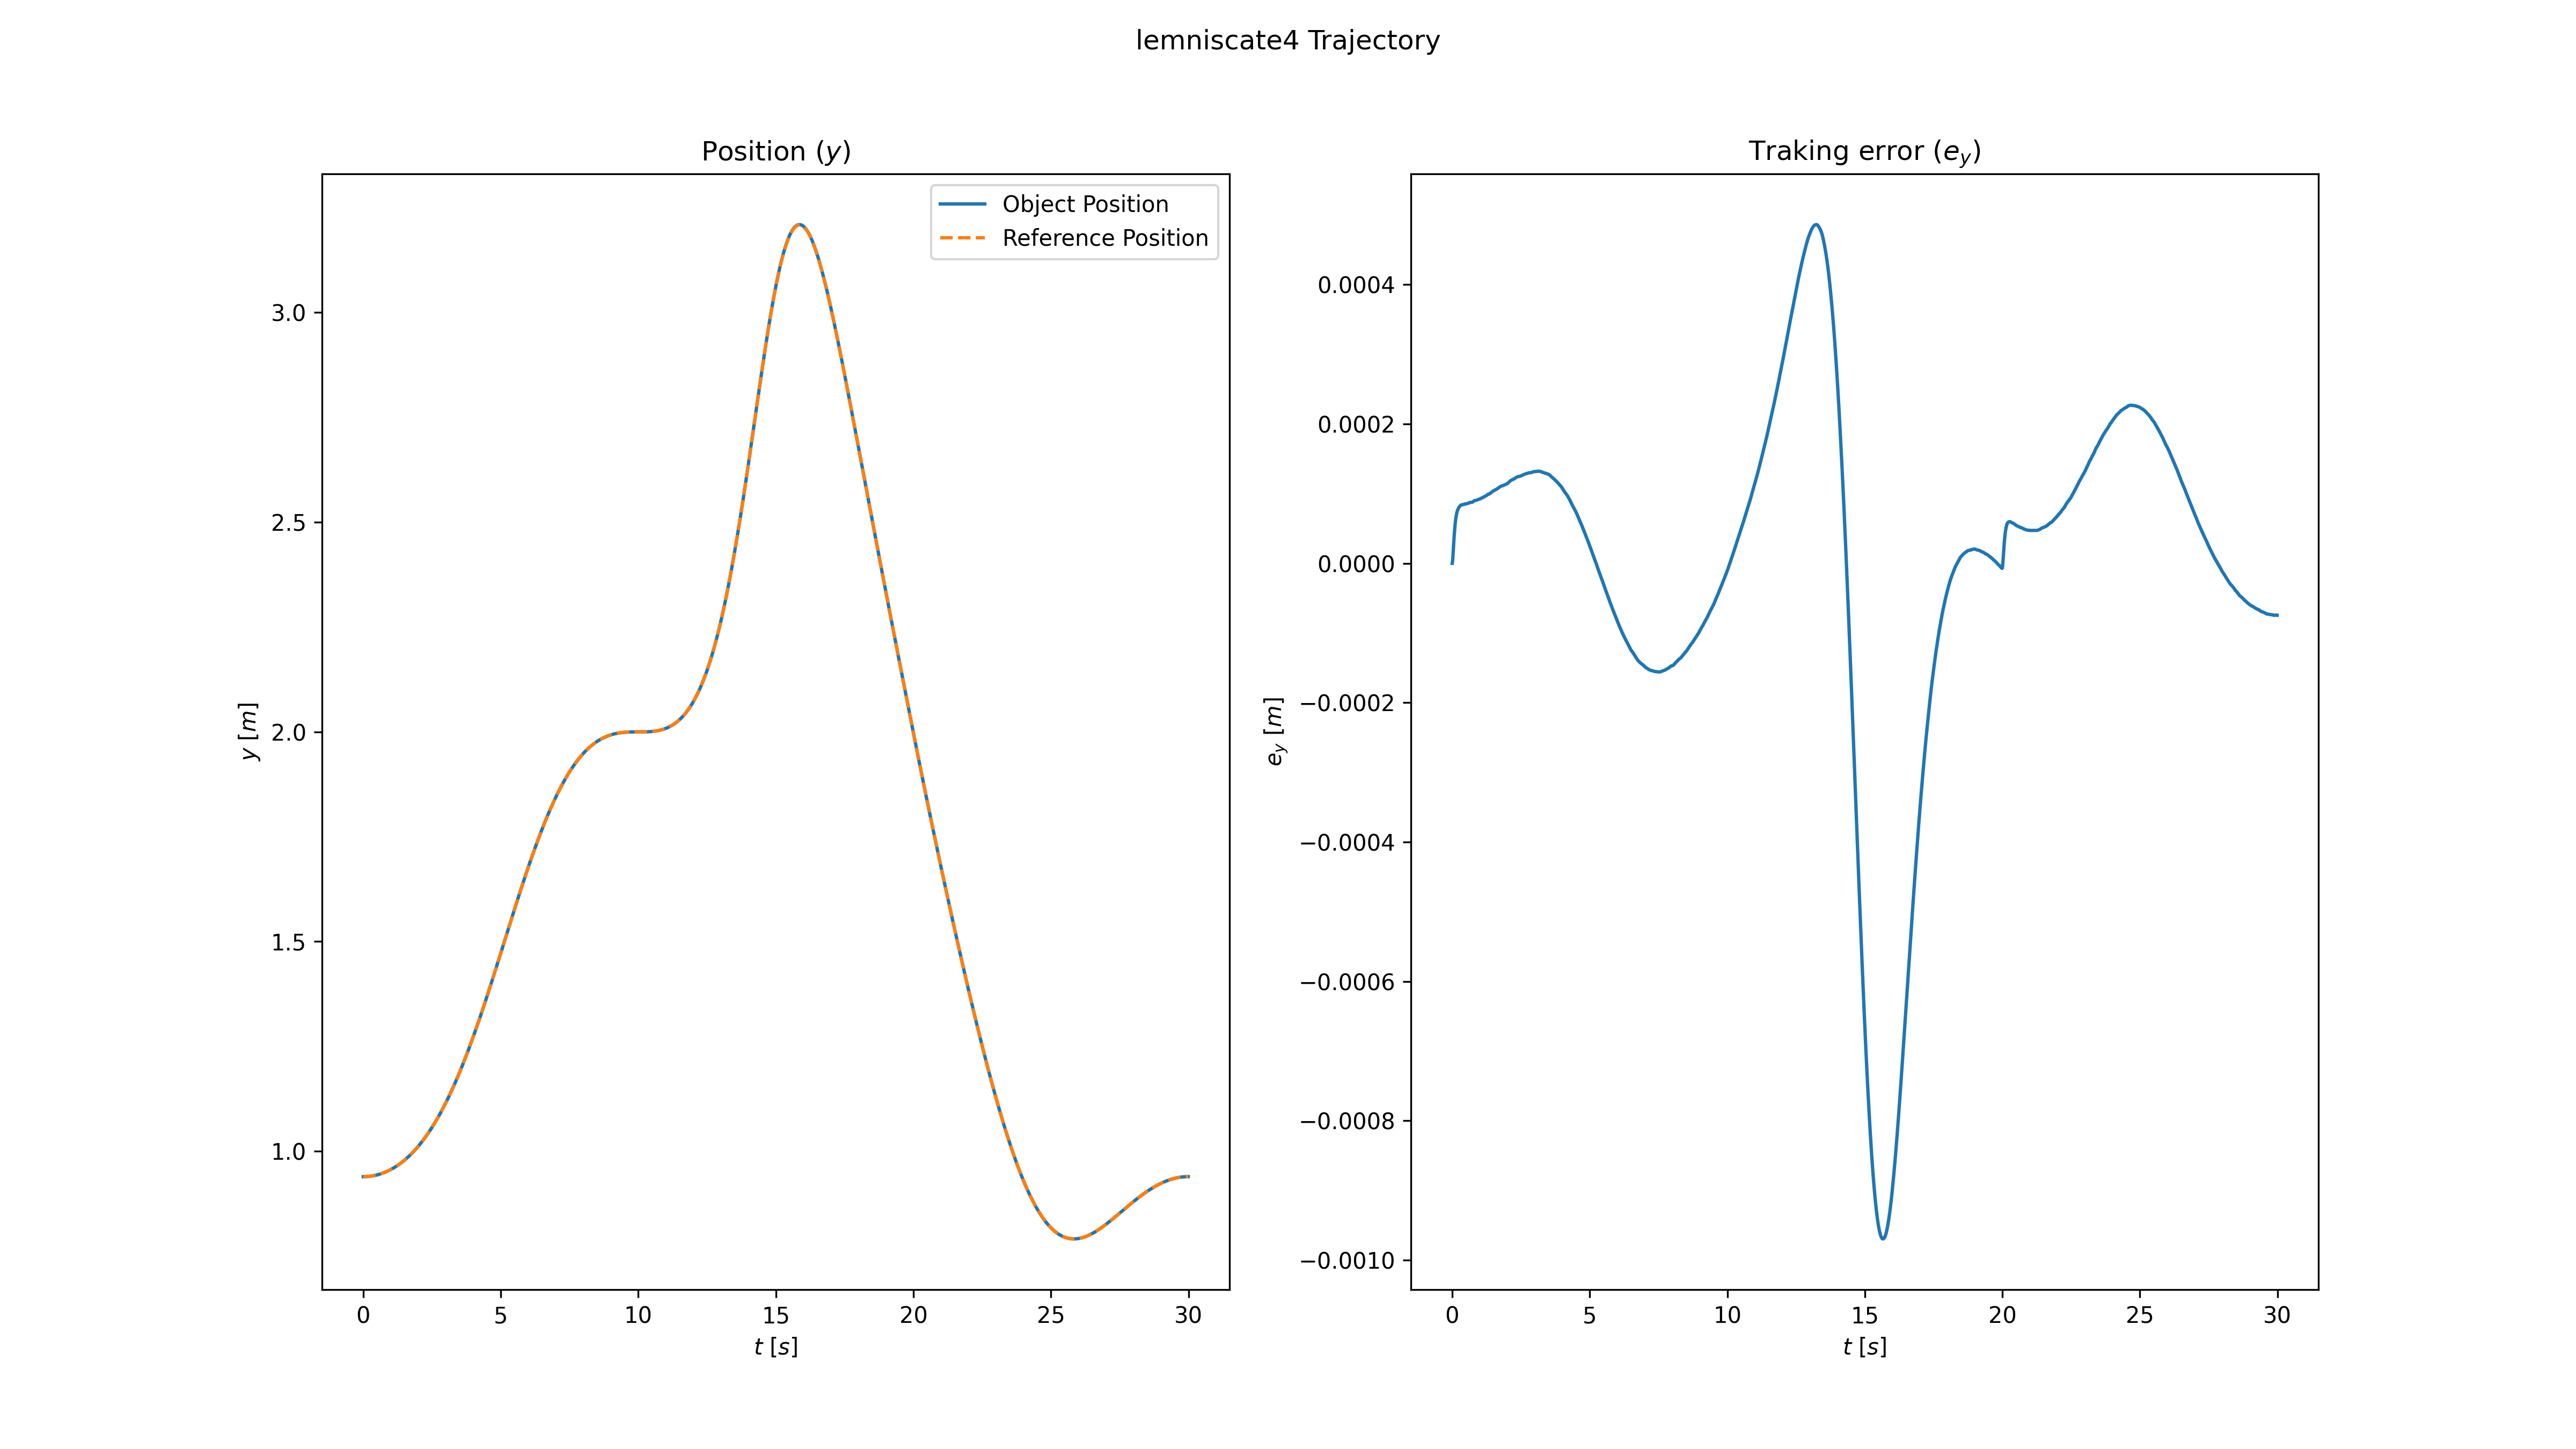 lemniscate4 Trajectory
Position (y)
Object Position
Reference Position
3.0
2.5
2.0
1.5
1.0
y [m]
0 5 10 15 20 25 30
t [s]
Traking error (e_y)
0.0004
0.0002
0.0000
−0.0002
−0.0004
−0.0006
−0.0008
−0.0010
e_y [m]
0 5 10 15 20 25 30
t [s]